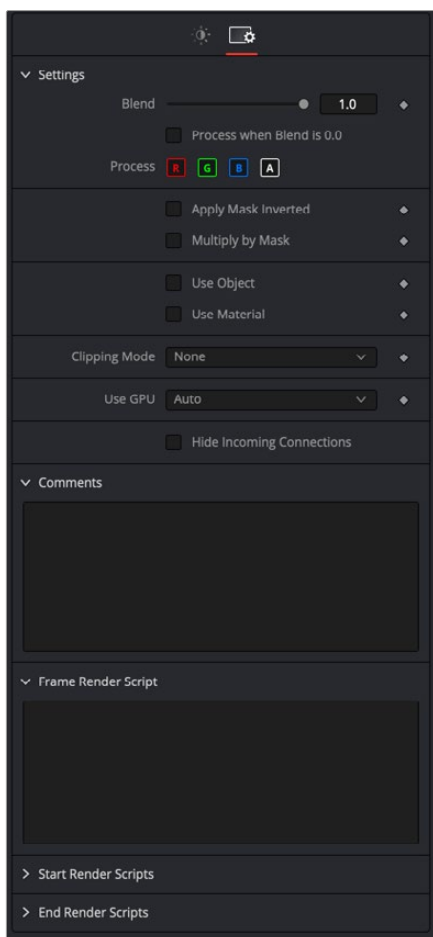 Settings
Blend 1.0
Process when Blend is 0.0
Process R G B A
Apply Mask Inverted
Multiply by Mask
Use Object
Use Material
Clipping Mode None
Use GPU Auto
Hide Incoming Connections
Comments
Frame Render Script
Start Render Scripts
End Render Scripts